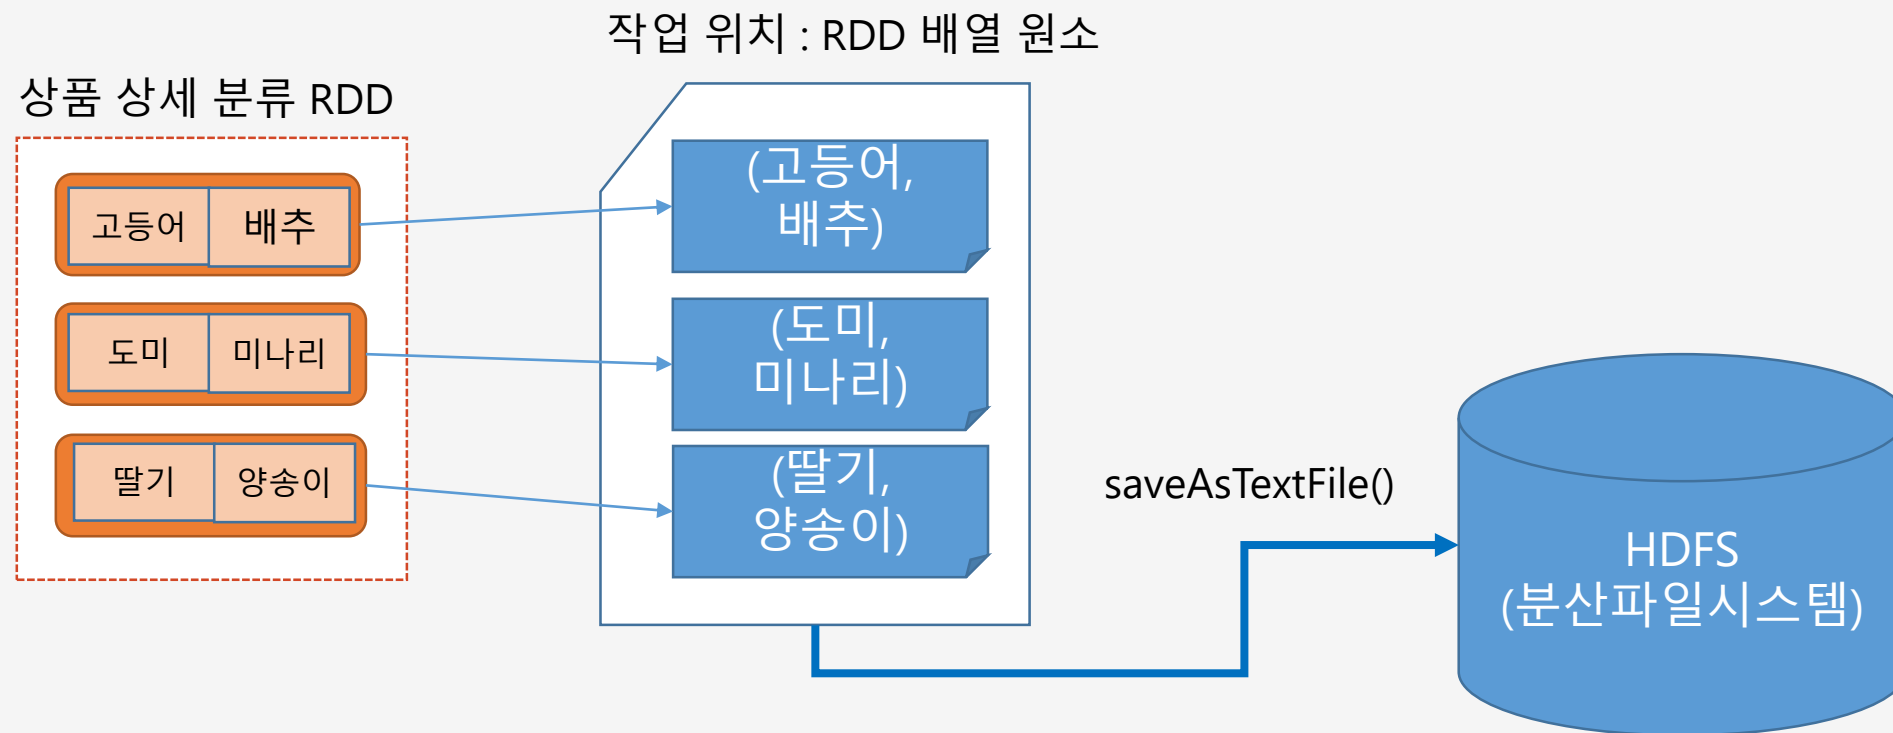 작업 위치 : RDD 배열 원소
상품 상세 분류 RDD
고등어
배추
도미
미나리
딸기
양송이
(고등어,
배추)
(도미,
미나리)
(딸기,
양송이)
saveAsTextFile()
HDFS
(분산파일시스템)